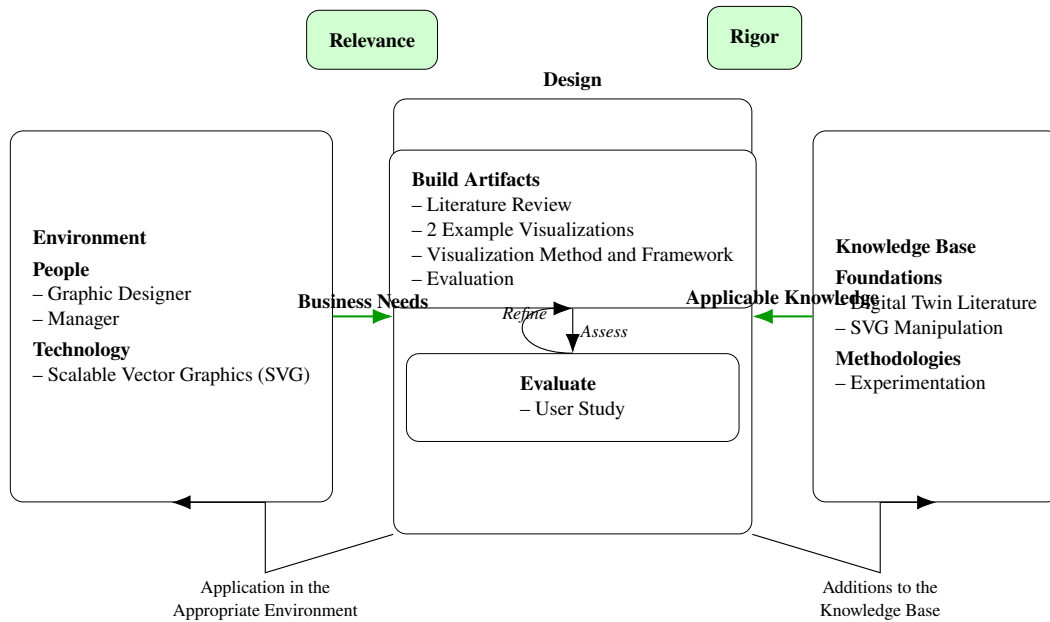 Relevance
Rigor
Design
Environment
People
– Graphic Designer
– Manager
Technology
– Scalable Vector Graphics (SVG)
Business Needs
Build Artifacts
– Literature Review
– 2 Example Visualizations
– Visualization Method and Framework
– Evaluation
Refine
Assess
Evaluate
– User Study
Applicable Knowledge
Knowledge Base
Foundations
– Digital Twin Literature
– SVG Manipulation
Methodologies
– Experimentation
Application in the
Appropriate Environment
Additions to the
Knowledge Base